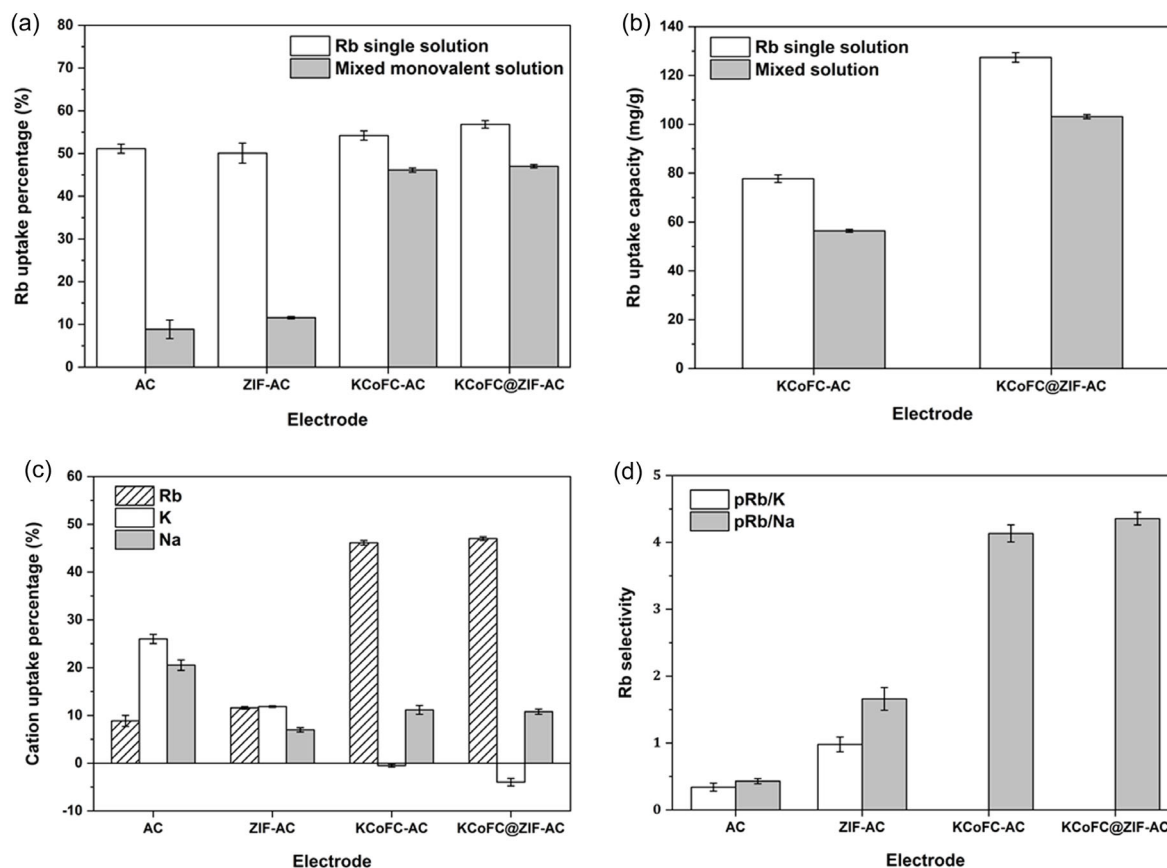 (a)
Rb uptake percentage (%)
80
70
60
50
40
30
20
10
0
Rb single solution
Mixed monovalent solution
AC ZIF-AC KCoFC-AC KCoFC@ZIF-AC
Electrode
(b)
Rb uptake capacity (mg/g)
140
120
100
80
60
40
20
0
Rb single solution
Mixed solution
KCoFC-AC KCoFC@ZIF-AC
Electrode
(c)
Cation uptake percentage (%)
60
50
40
30
20
10
0
-10
Rb
K
Na
AC ZIF-AC KCoFC-AC KCoFC@ZIF-AC
Electrode
(d)
Rb selectivity
5
4
3
2
1
0
pRb/K
pRb/Na
AC ZIF-AC KCoFC-AC KCoFC@ZIF-AC
Electrode